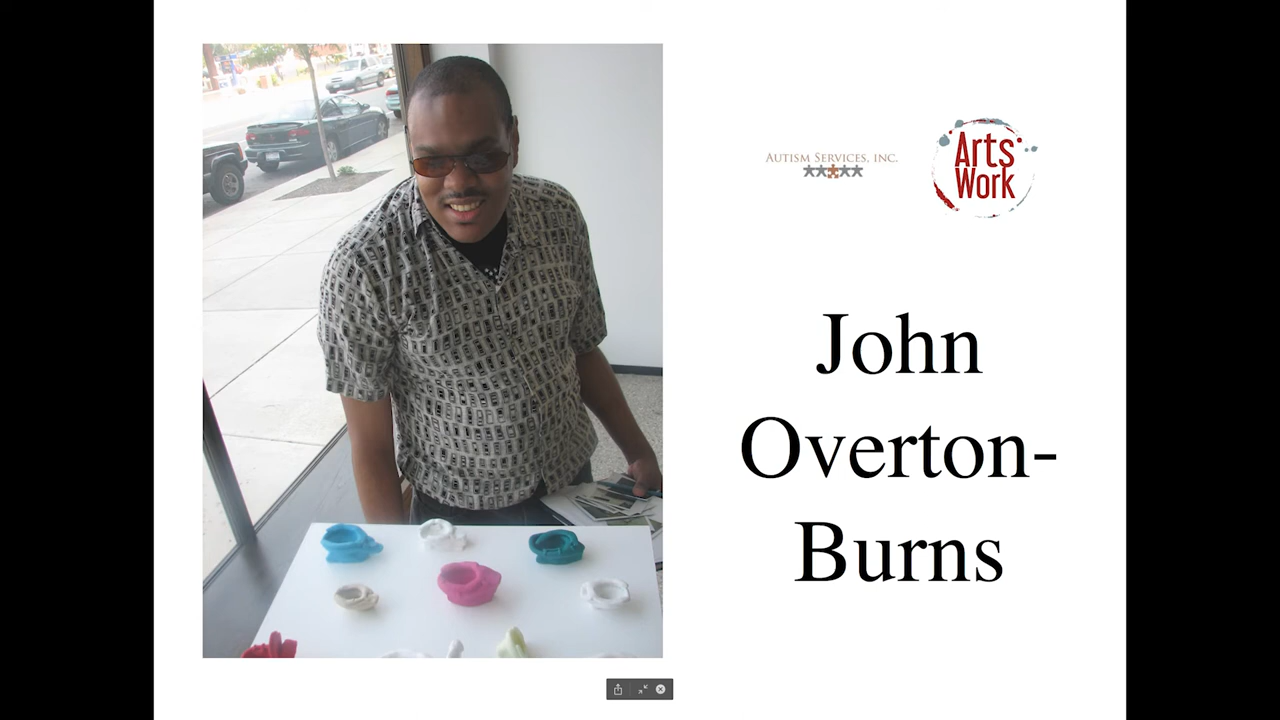 AUTISM SERVICES, INC.
Arts
Work
John
Overton-
Burns